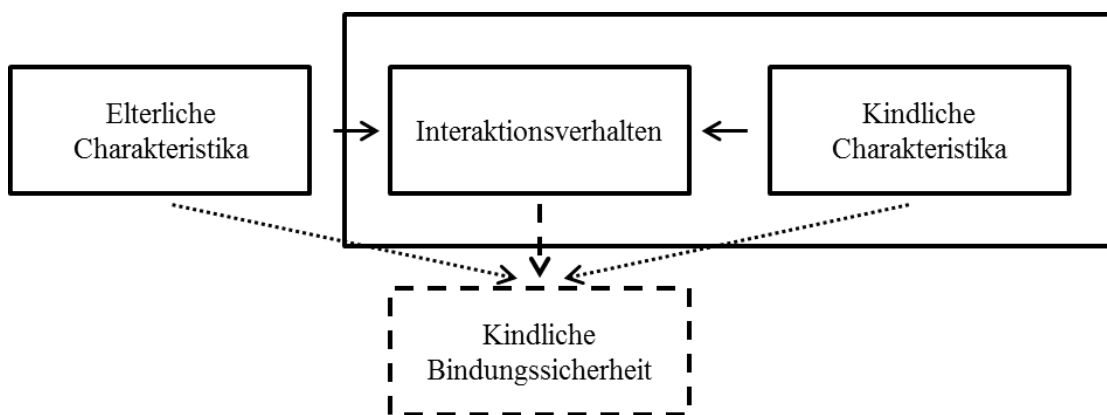 Elterliche
Charakteristika
Interaktionsverhalten
Kindliche
Charakteristika
Kindliche
Bindungssicherheit